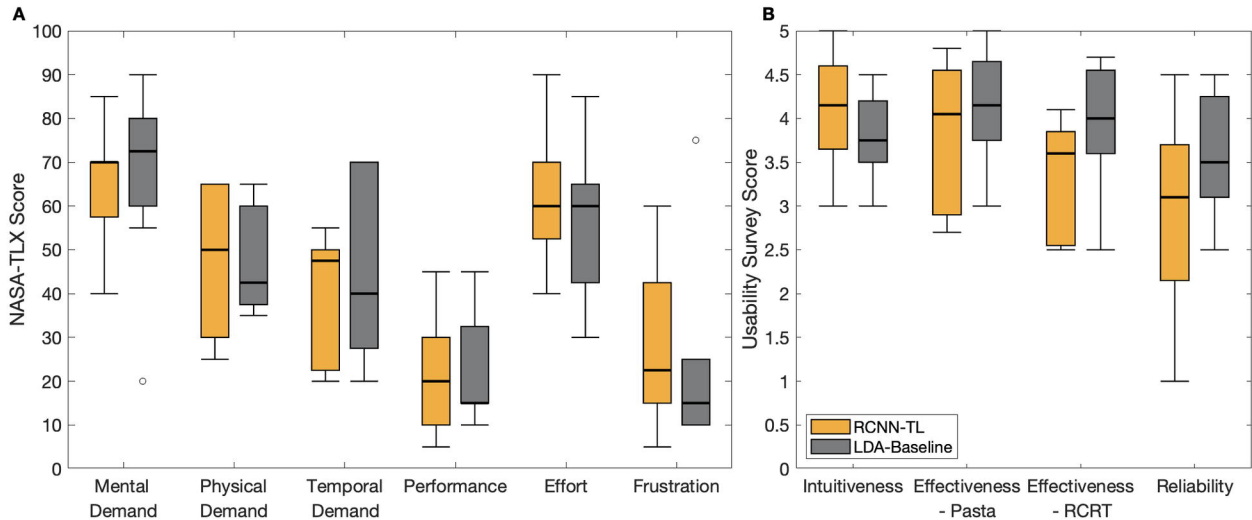 A
NASA-TLX Score
100
90
80
70
60
50
40
30
20
10
0
Mental
Demand
Physical
Demand
Temporal
Demand
Performance
Effort
Frustration
B
Usability Survey Score
5
4.5
4
3.5
3
2.5
2
1.5
1
0.5
0
RCNN-TL
LDA-Baseline
Intuitiveness
Effectiveness
- Pasta
Effectiveness
- RCRT
Reliability